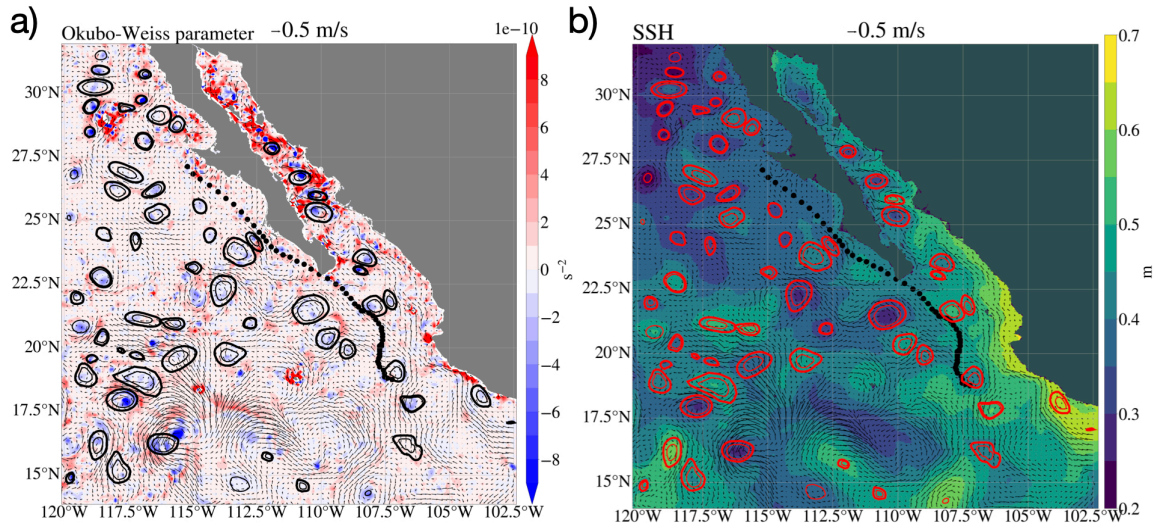 a)
Okubo-Weiss parameter
−0.5 m/s
1e−10
30°N
27.5°N
25°N
22.5°N
20°N
17.5°N
15°N
120°W 117.5°W 115°W 112.5°W 110°W 107.5°W 105°W 102.5°W
8
6
4
2
0
−2
−4
−6
−8
s⁻²
b)
SSH
−0.5 m/s
30°N
27.5°N
25°N
22.5°N
20°N
17.5°N
15°N
120°W 117.5°W 115°W 112.5°W 110°W 107.5°W 105°W 102.5°W
0.7
0.6
0.5
0.4
0.3
0.2
m